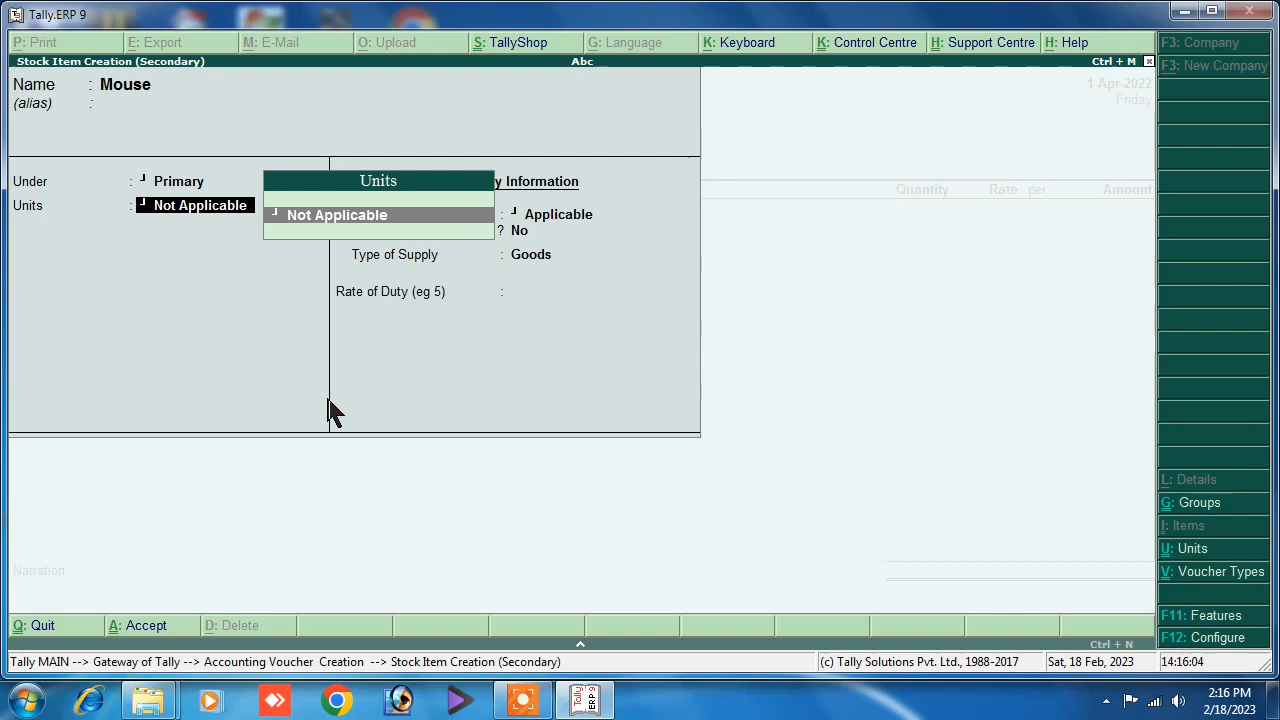 Tally.ERP 9
P: Print E: Export M: E-Mail O: Upload S: TallyShop G: Language K: Keyboard K: Control Centre H: Support Centre H: Help
F3: Company
Stock Item Creation (Secondary) Abc Ctrl + M
F3: New Company
Name : Mouse
1-Apr-2022
(alias) :
Friday
Under : Primary
Units
y Information
Quantity Rate per Amount
Units : Not Applicable
Not Applicable
: Applicable
? No
Type of Supply : Goods
Rate of Duty (eg 5) :
L: Details
G: Groups
I: Items
U: Units
Narration:
V: Voucher Types
F11: Features
Q: Quit A: Accept D: Delete
F12: Configure
Ctrl + N
Tally MAIN --> Gateway of Tally --> Accounting Voucher Creation --> Stock Item Creation (Secondary) (c) Tally Solutions Pvt. Ltd., 1988-2017 Sat, 18 Feb, 2023 14:16:04
2:16 PM
2/18/2023